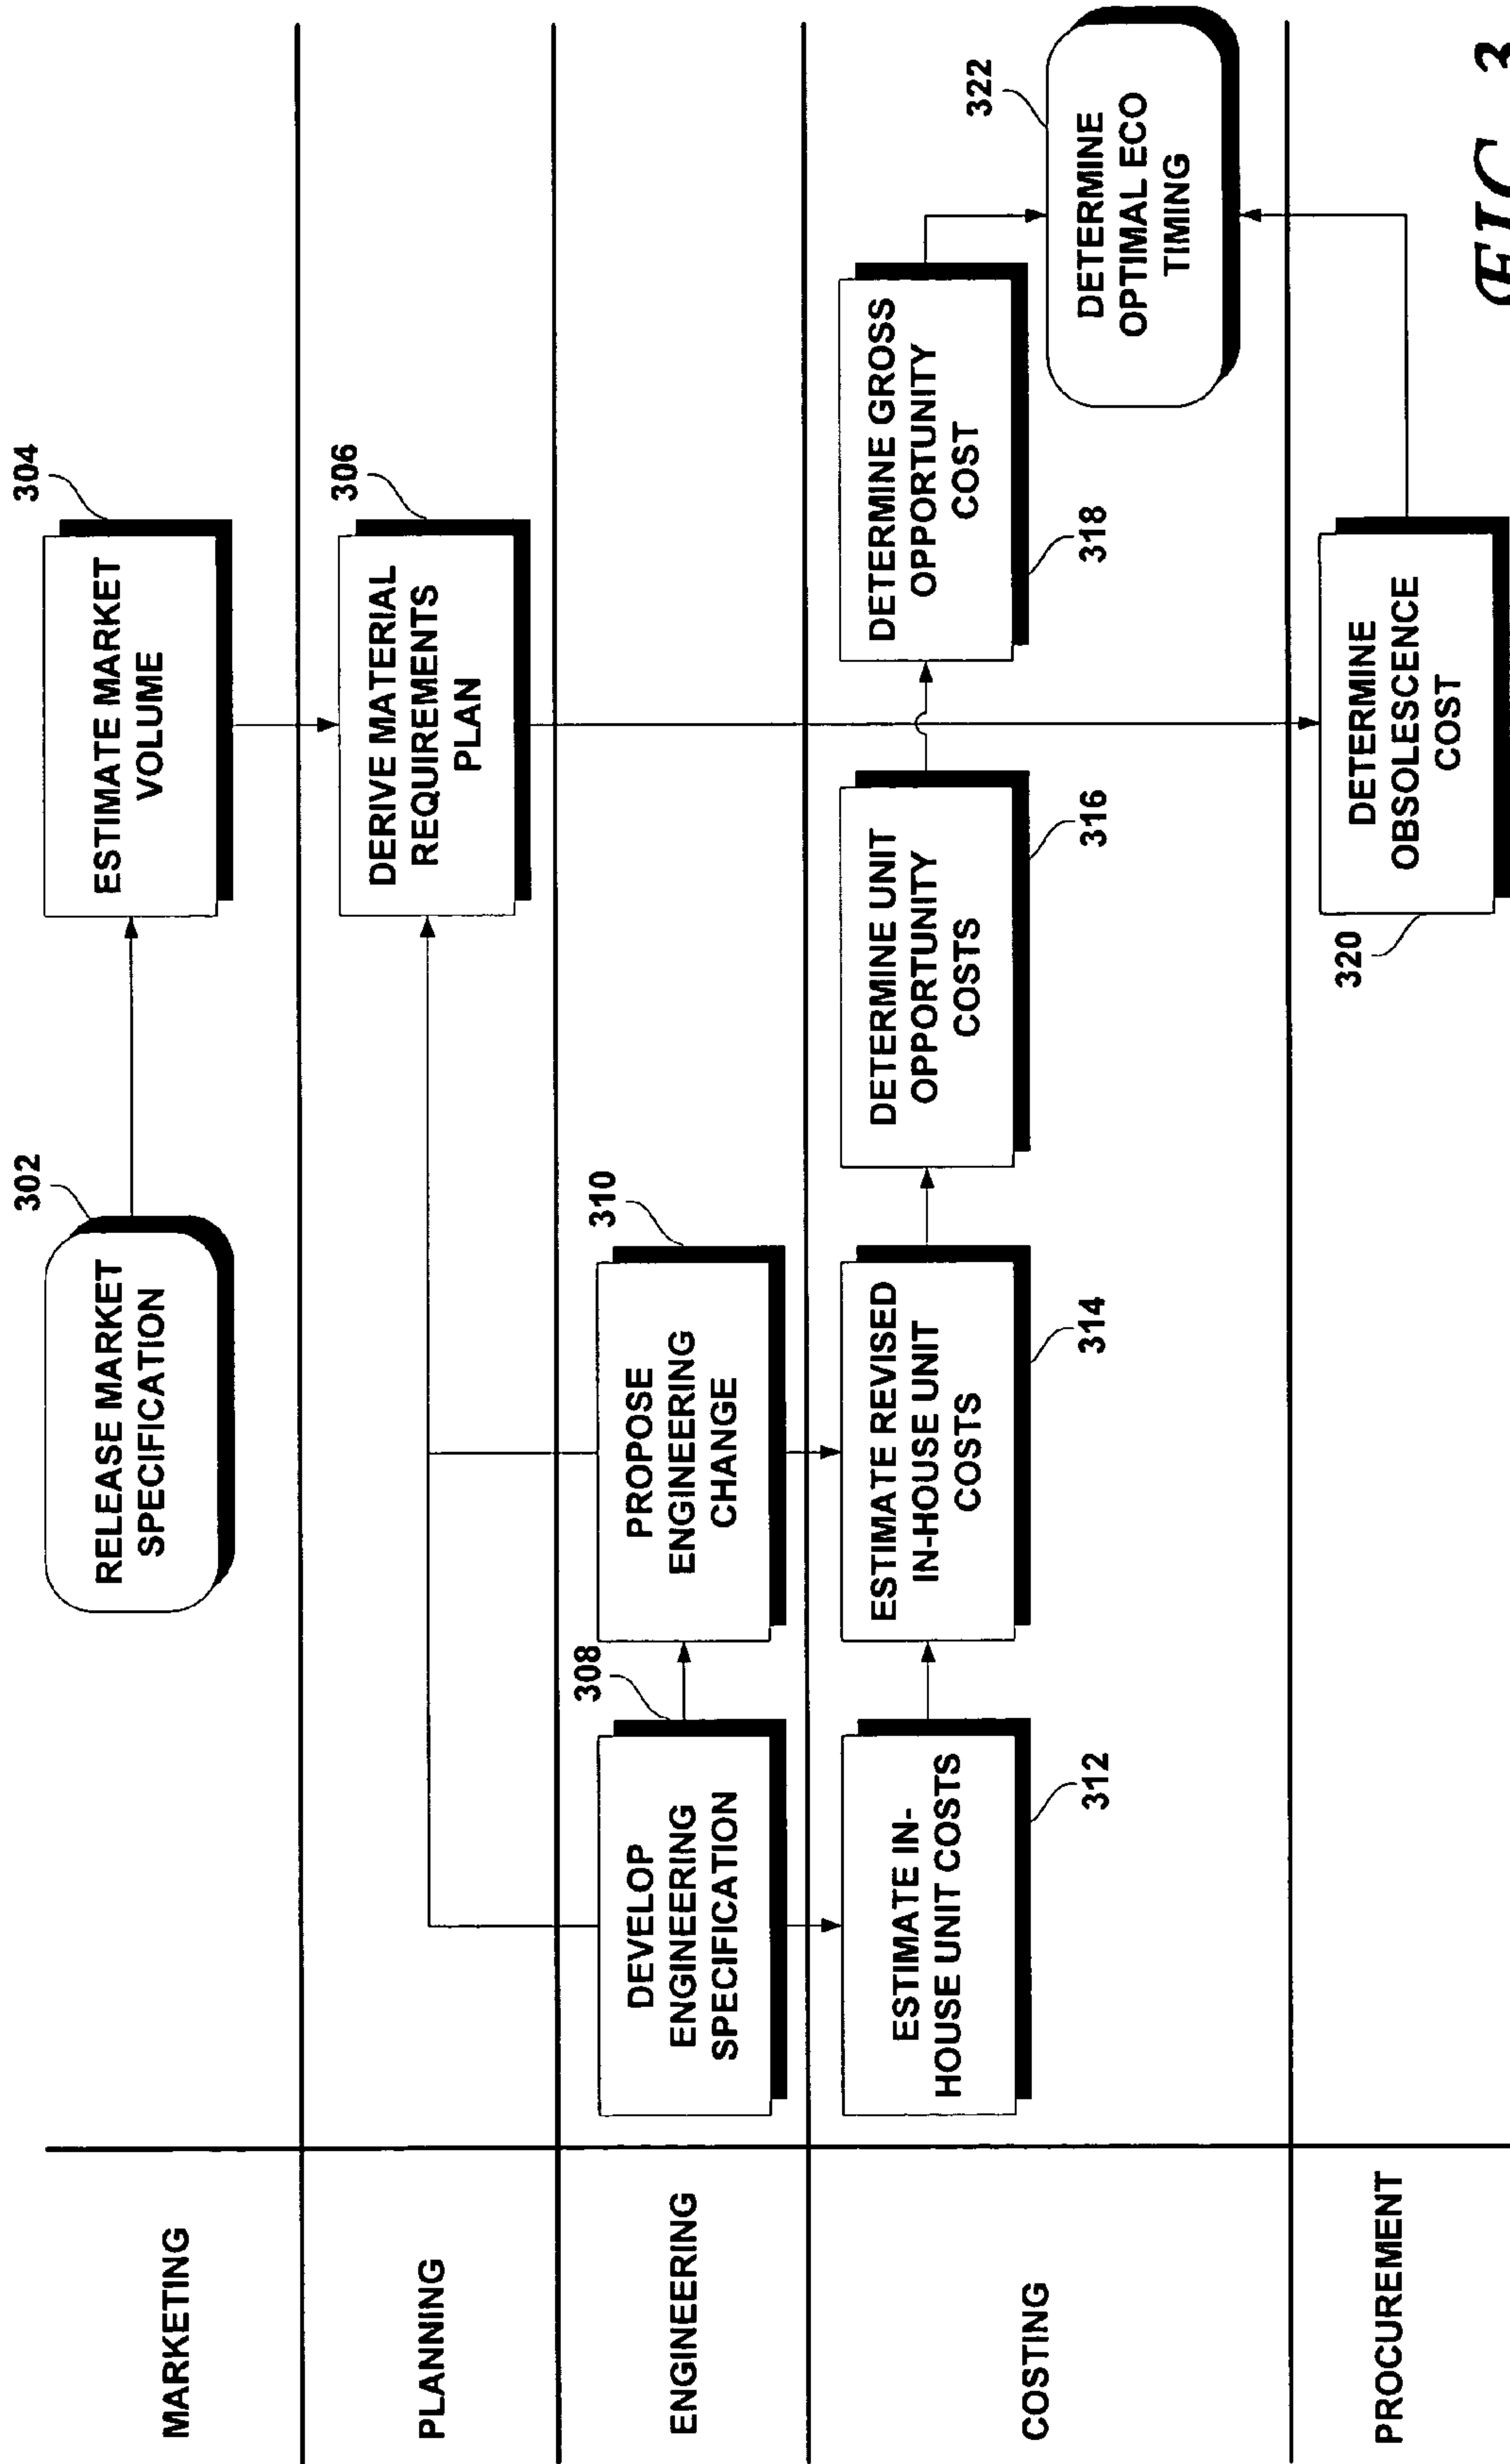 MARKETING
302
RELEASE MARKET
SPECIFICATION
304
ESTIMATE MARKET
VOLUME
PLANNING
306
DERIVE MATERIAL
REQUIREMENTS
PLAN
ENGINEERING
308
DEVELOP
ENGINEERING
SPECIFICATION
310
PROPOSE
ENGINEERING
CHANGE
COSTING
ESTIMATE IN-
HOUSE UNIT COSTS
312
ESTIMATE REVISED
IN-HOUSE UNIT
COSTS
314
DETERMINE UNIT
OPPORTUNITY
COSTS
316
DETERMINE GROSS
OPPORTUNITY
COST
318
322
DETERMINE
OPTIMAL ECO
TIMING
PROCUREMENT
320
DETERMINE
OBSOLESCENCE
COST
FIG. 3